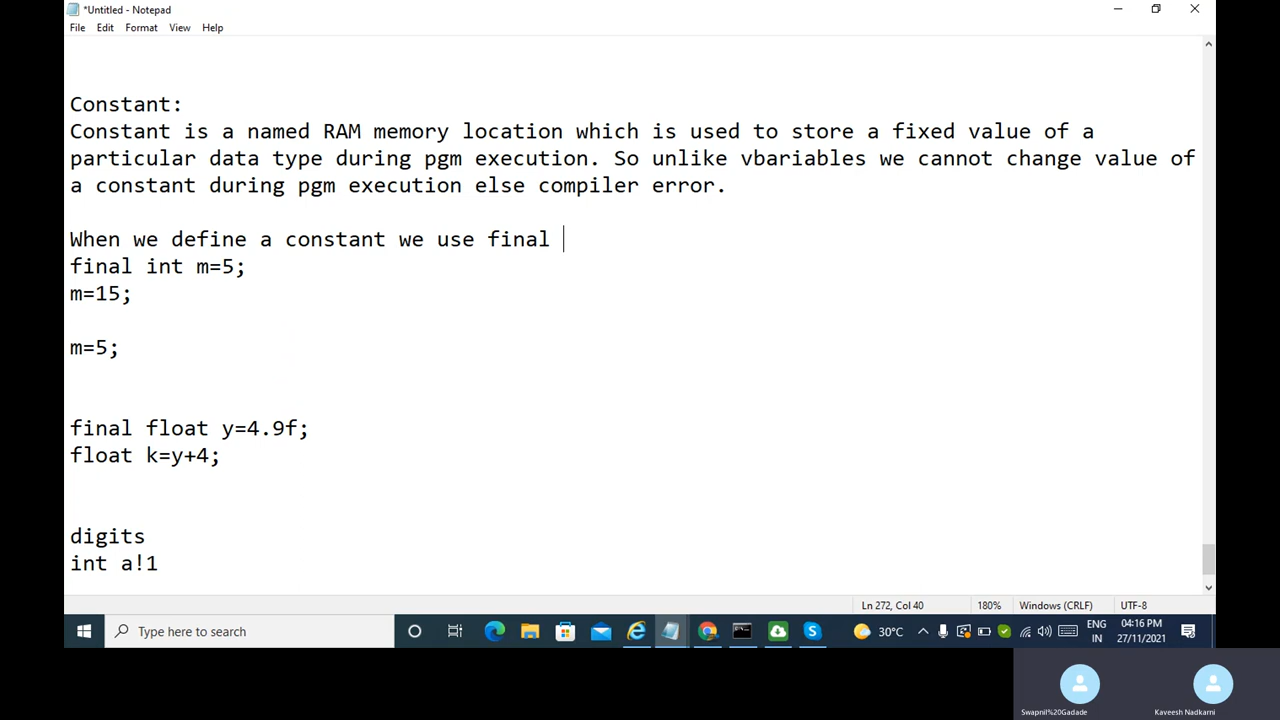 *Untitled - Notepad
File Edit Format View Help
Constant:
Constant is a named RAM memory location which is used to store a fixed value of a
particular data type during pgm execution. So unlike vbariables we cannot change value of
a constant during pgm execution else compiler error.
When we define a constant we use final
final int m=5;
m=15;
m=5;
final float y=4.9f;
float k=y+4;
digits
int a!1
Ln 272, Col 40 180% Windows (CRLF) UTF-8
Type here to search 30°C ENG IN 04:16 PM 27/11/2021
Swapnil%20Gadade Kaveesh Nadkarni